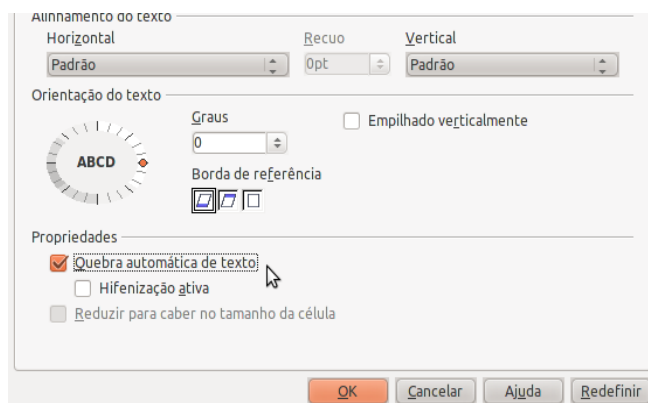 Alinhamento do texto
Horizontal Recuo Vertical
Padrão 0pt Padrão
Orientação do texto
Graus
0 Empilhado verticalmente
ABCD
Borda de referência
Propriedades
Quebra automática de texto
Hifenização ativa
Reduzir para caber no tamanho da célula
OK Cancelar Ajuda Redefinir